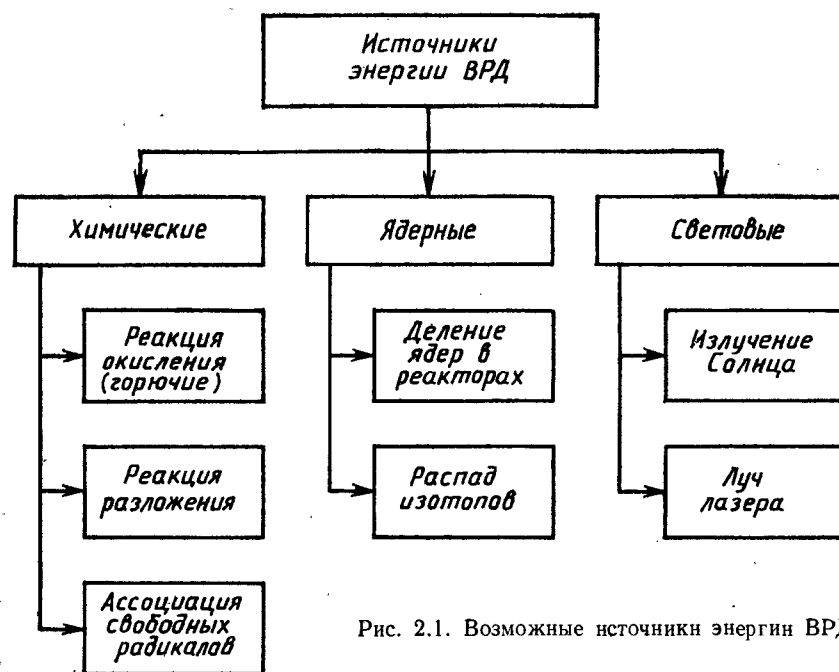 Источники
энергии ВРД
Химические
Ядерные
Световые
Реакция
окисления
(горючие)
Деление
ядер в
реакторах
Излучение
Солнца
Реакция
разложения
Распад
изотопов
Луч
лазера
Ассоциация
свободных
радикалов
Рис. 2.1. Возможные источники энергии ВРД